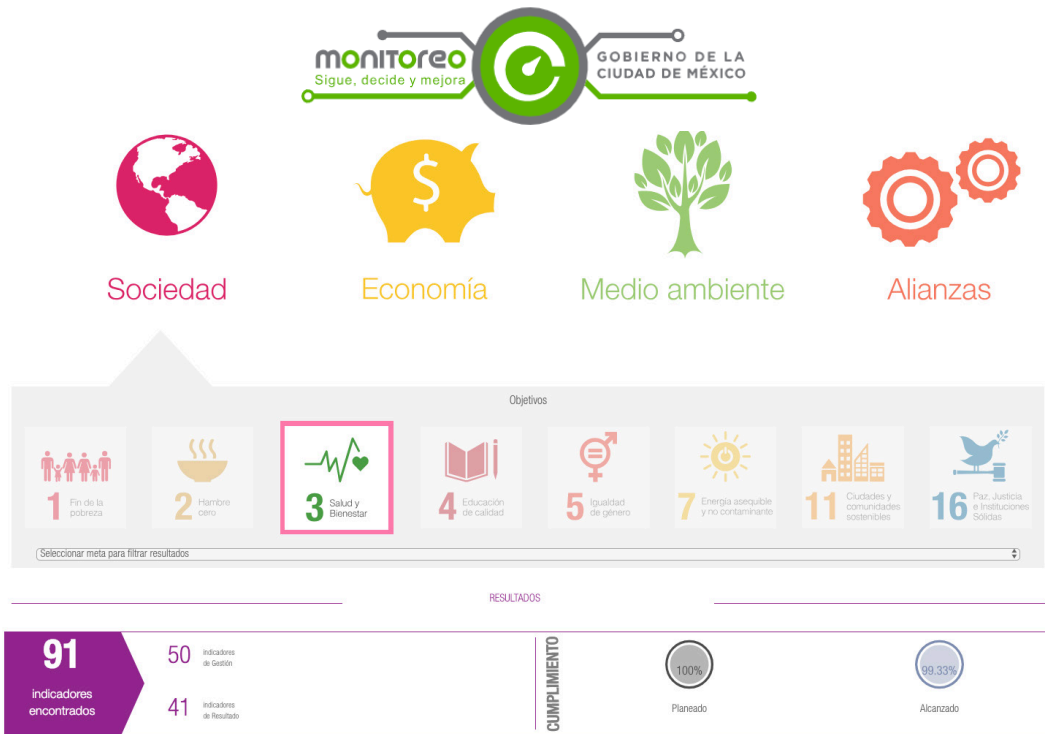 monitoreo
Sigue, decide y mejora
GOBIERNO DE LA
CIUDAD DE MÉXICO
$
Sociedad
Economía
Medio ambiente
Alianzas
Objetivos
1 Fin de la
pobreza
2 Hambre
cero
3 Salud y
Bienestar
4 Educación
de calidad
5 Igualdad
de género
7 Energía asequible
y no contaminante
11 Ciudades y
comunidades
sostenibles
16 Paz, Justicia
e Instituciones
Sólidas
Seleccionar meta para filtrar resultados
RESULTADOS
91
indicadores
encontrados
50 Indicadores
de Gestión
41 Indicadores
de Resultado
CUMPLIMIENTO
100%
Planeado
99.33%
Alcanzado